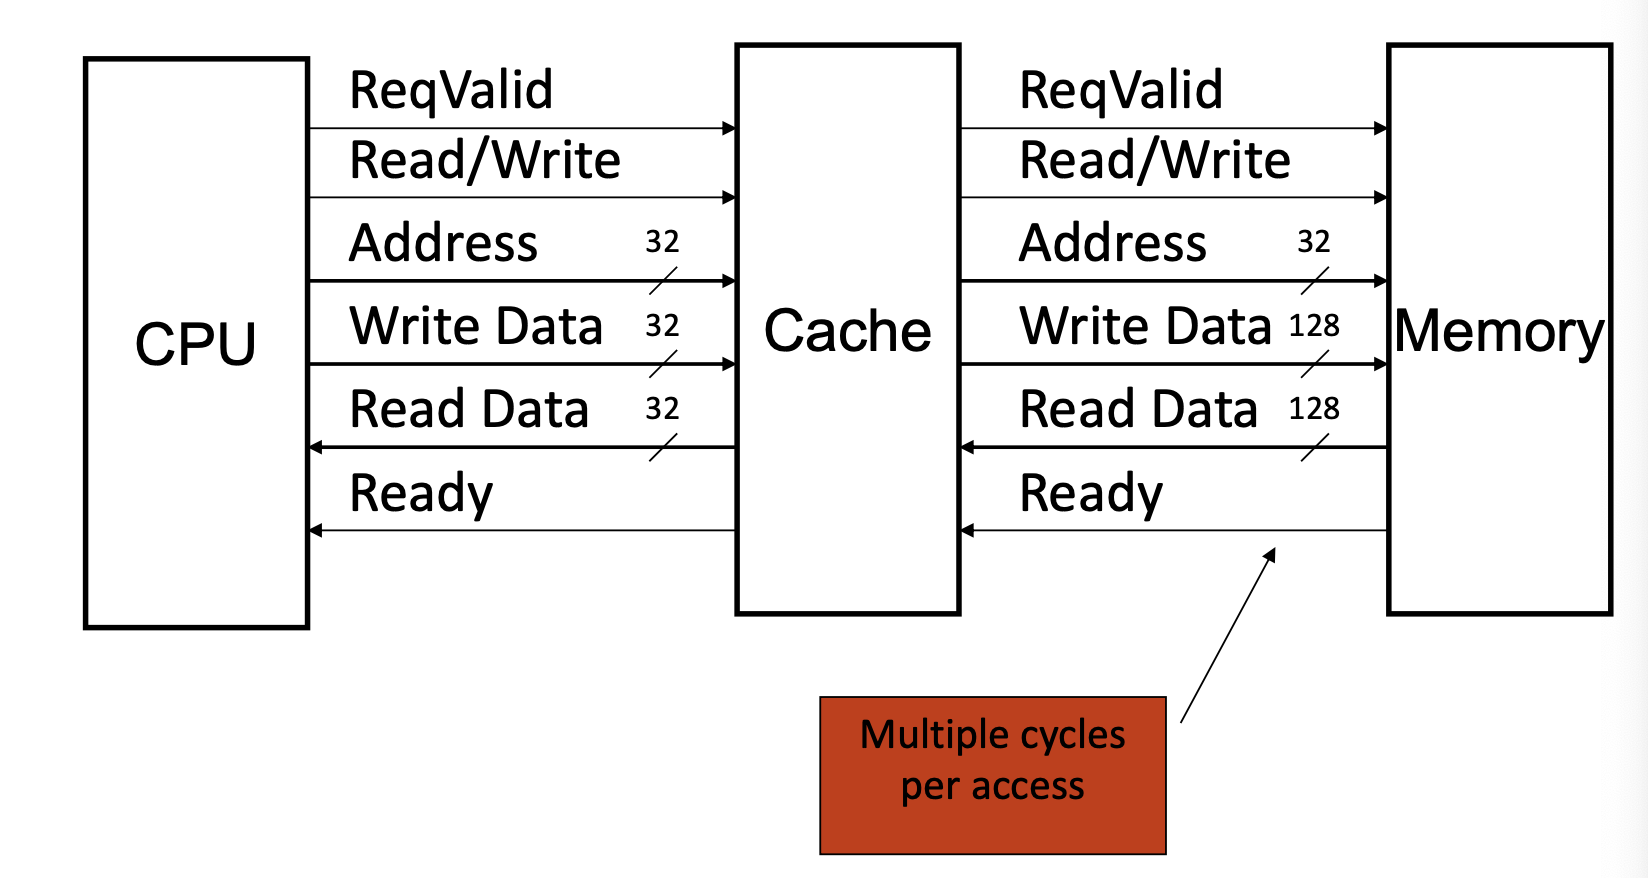 CPU
ReqValid
Read/Write
Address 32
Write Data 32
Read Data 32
Ready
Cache
ReqValid
Read/Write
Address 32
Write Data 128
Read Data 128
Ready
Memory
Multiple cycles
per access